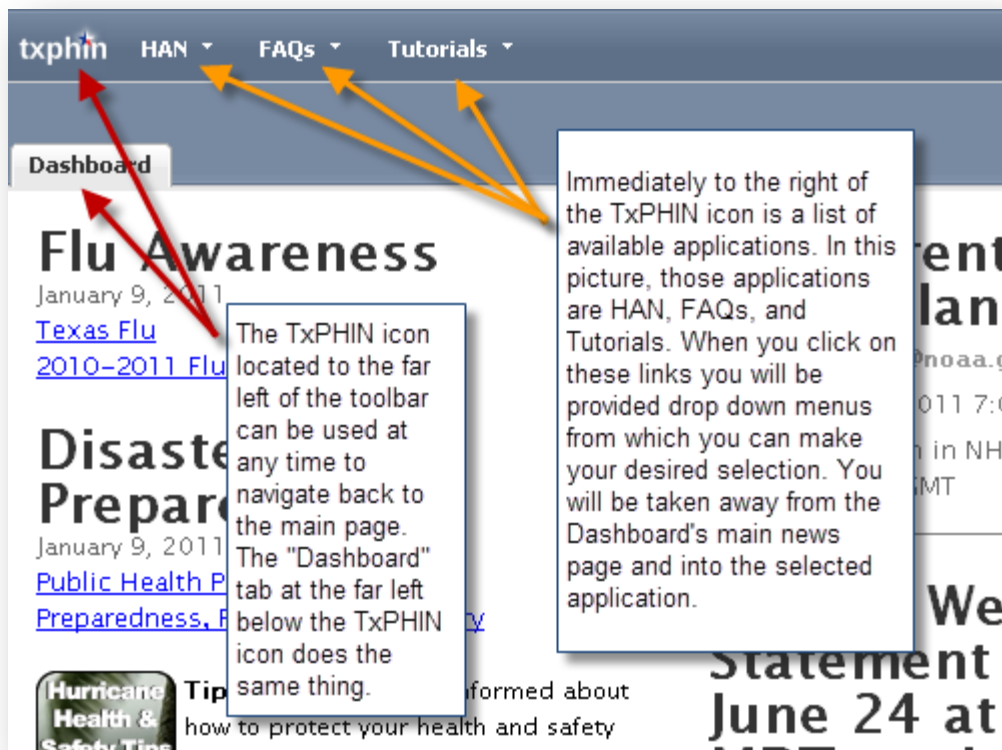 txphin HAN FAQs Tutorials
Dashboard
Flu Awareness
January 9, 2011
Texas Flu
2010-2011 Flu
Disaste
Prepar
January 9, 2011
Public Health P
Preparedness,
The TxPHIN icon
located to the far
left of the toolbar
can be used at
any time to
navigate back to
the main page.
The "Dashboard"
tab at the far left
below the TxPHIN
icon does the
same thing.
Immediately to the right of
the TxPHIN icon is a list of
available applications. In this
picture, those applications
are HAN, FAQs, and
Tutorials. When you click on
these links you will be
provided drop down menus
from which you can make
your desired selection. You
will be taken away from the
Dashboard's main news
page and into the selected
application.
Hurricane
Health &
Safety Tips
Tip
formed about
how to protect your health and safety
rent
lan
noaa.g
011 7:0
in NH
GMT
We
Statement
June 24 at